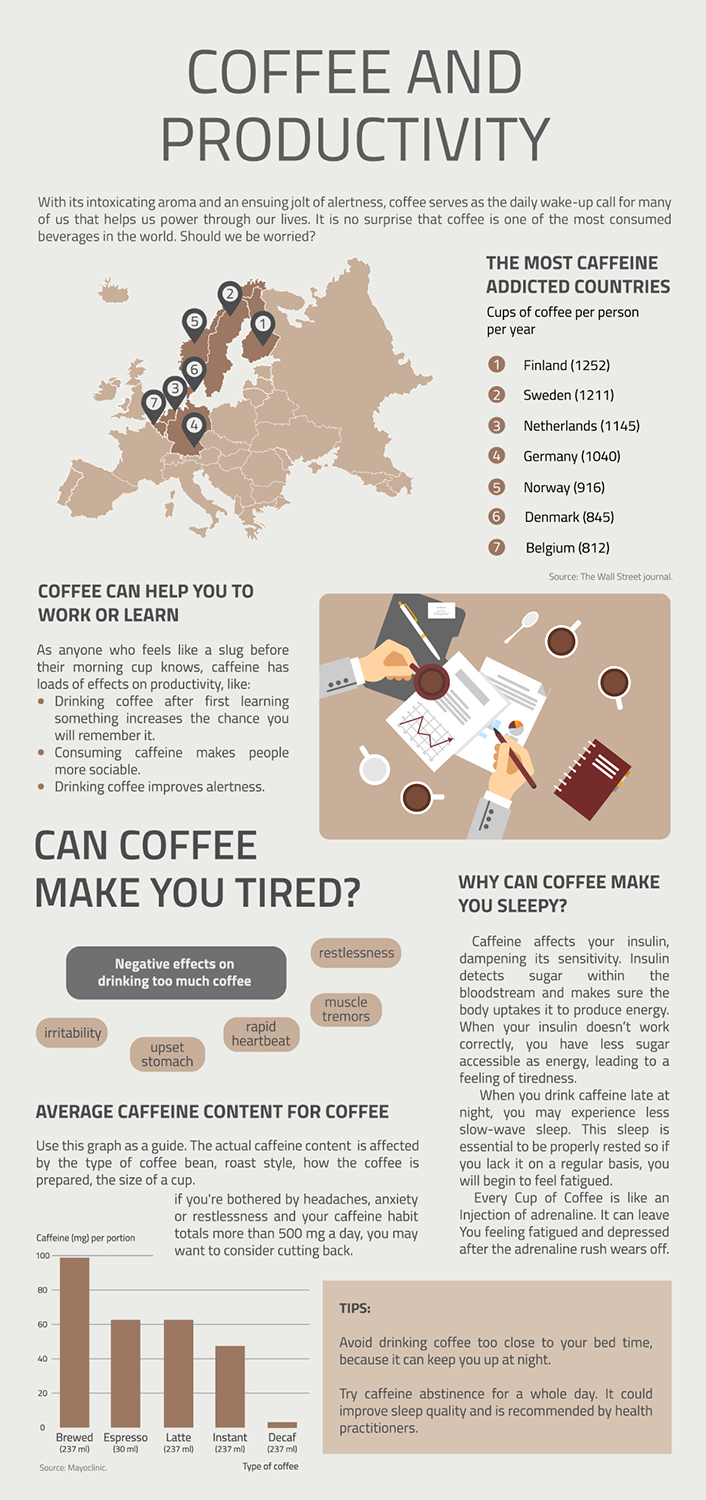 COFFEE AND
PRODUCTIVITY
With its intoxicating aroma and an ensuing jolt of alertness, coffee serves as the daily wake-up call for many
of us that helps us power through our lives. It is no surprise that coffee is one of the most consumed
beverages in the world. Should we be worried?
THE MOST CAFFEINE
ADDICTED COUNTRIES
Cups of coffee per person
per year
1 Finland (1252)
2 Sweden (1211)
3 Netherlands (1145)
4 Germany (1040)
5 Norway (916)
6 Denmark (845)
7 Belgium (812)
Source: The Wall Street journal.
2
5
1
6
3
7
4
COFFEE CAN HELP YOU TO
WORK OR LEARN
As anyone who feels like a slug before
their morning cup knows, caffeine has
loads of effects on productivity, like:
• Drinking coffee after first learning
something increases the chance you
will remember it.
• Consuming caffeine makes people
more sociable.
• Drinking coffee improves alertness.
CAN COFFEE
MAKE YOU TIRED?
Negative effects on
drinking too much coffee
restlessness
muscle
tremors
rapid
heartbeat
upset
stomach
irritability
WHY CAN COFFEE MAKE
YOU SLEEPY?
Caffeine affects your insulin,
dampening its sensitivity. Insulin
detects sugar within the
bloodstream and makes sure the
body uptakes it to produce energy.
When your insulin doesn't work
correctly, you have less sugar
accessible as energy, leading to a
feeling of tiredness.
When you drink caffeine late at
night, you may experience less
slow-wave sleep. This sleep is
essential to be properly rested so if
you lack it on a regular basis, you
will begin to feel fatigued.
Every Cup of Coffee is like an
Injection of adrenaline. It can leave
You feeling fatigued and depressed
after the adrenaline rush wears off.
AVERAGE CAFFEINE CONTENT FOR COFFEE
Use this graph as a guide. The actual caffeine content is affected
by the type of coffee bean, roast style, how the coffee is
prepared, the size of a cup.
if you're bothered by headaches, anxiety
or restlessness and your caffeine habit
totals more than 500 mg a day, you may
want to consider cutting back.
Caffeine (mg) per portion
100
80
60
40
20
0
Brewed Espresso Latte Instant Decaf
(237 ml) (30 ml) (237 ml) (237 ml) (237 ml)
Source: Mayoclinic.
Type of coffee
TIPS:
Avoid drinking coffee too close to your bed time,
because it can keep you up at night.
Try caffeine abstinence for a whole day. It could
improve sleep quality and is recommended by health
practitioners.